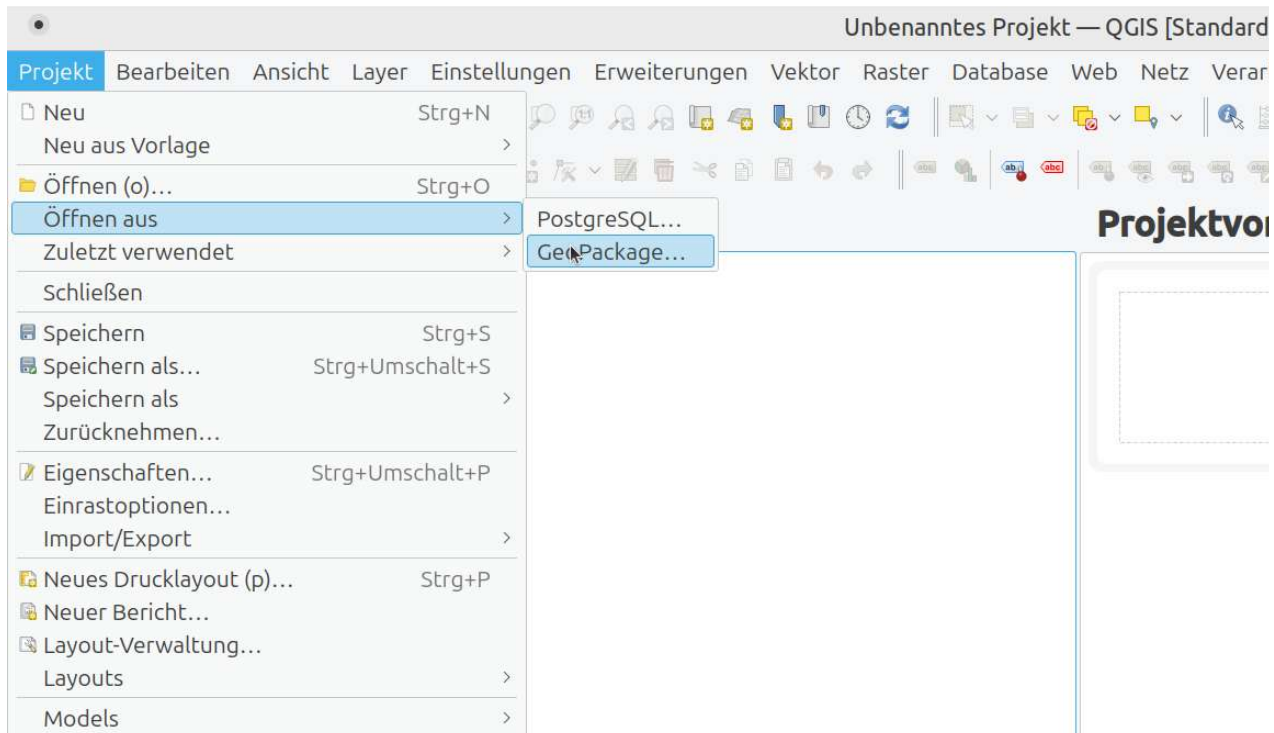 Unbenanntes Projekt — QGIS [Standard
Projekt Bearbeiten Ansicht Layer Einstellungen Erweiterungen Vektor Raster Database Web Netz Verar
Neu Strg+N
Neu aus Vorlage
Öffnen (o)… Strg+O
Öffnen aus
PostgreSQL…
Zuletzt verwendet
GeoPackage…
Projektvor
Schließen
Speichern Strg+S
Speichern als… Strg+Umschalt+S
Speichern als
Zurücknehmen…
Eigenschaften… Strg+Umschalt+P
Einrastoptionen…
Import/Export
Neues Drucklayout (p)… Strg+P
Neuer Bericht…
Layout-Verwaltung…
Layouts
Models